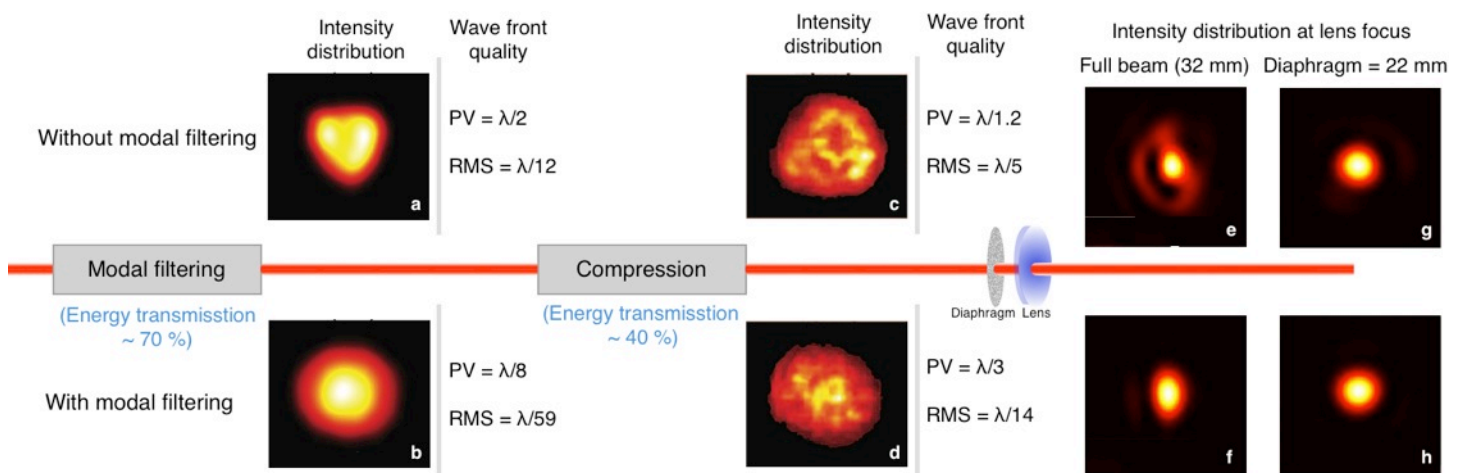 Intensity
distribution
Wave front
quality
Intensity
distribution
Wave front
quality
Intensity distribution at lens focus
Full beam (32 mm)
Diaphragm = 22 mm
Without modal filtering
PV = λ/2
RMS = λ/12
a
PV = λ/1.2
RMS = λ/5
c
e
g
Modal filtering
Compression
(Energy transmisstion
~ 70 %)
(Energy transmisstion
~ 40 %)
Diaphragm
Lens
With modal filtering
PV = λ/8
RMS = λ/59
b
PV = λ/3
RMS = λ/14
d
f
h